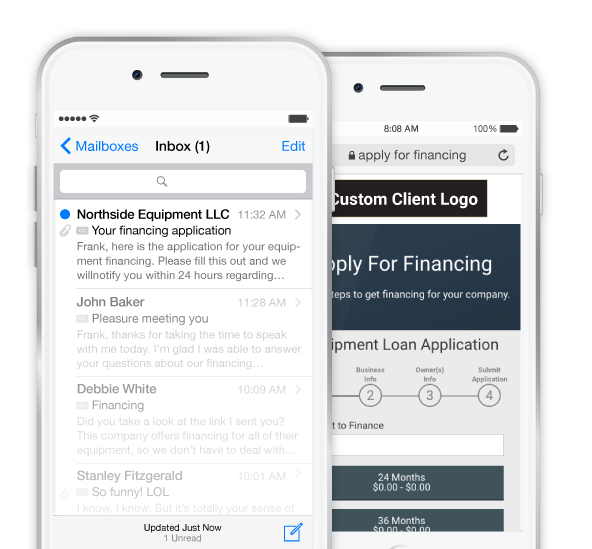 Mailboxes Inbox (1) Edit
Northside Equipment LLC 11:32 AM
Your financing application
Frank, here is the application for your equip-
ment financing. Please fill this out and we
willnotify you within 24 hours regarding...
John Baker 11:28 AM
Pleasure meeting you
Frank, thanks for taking the time to speak
with me today. I'm glad I was able to answer
your questions about our financing...
Debbie White 10:09 AM
Financing
Did you take a look at the link I sent you?
This company offers financing for all of their
equipment, so we don't have to deal with...
Stanley Fitzgerald 10:01 AM
So funny! LOL
I know, I know. But it's totally your sense of
Updated Just Now
1 Unread
8:08 AM 100%
apply for financing
Custom Client Logo
pply For Financing
teps to get financing for your company.
ipment Loan Application
Business
Info
Owner(s)
Info
Submit
Application
2 3 4
t to Finance
24 Months
$0.00 - $0.00
36 Months
$0.00 - $0.00